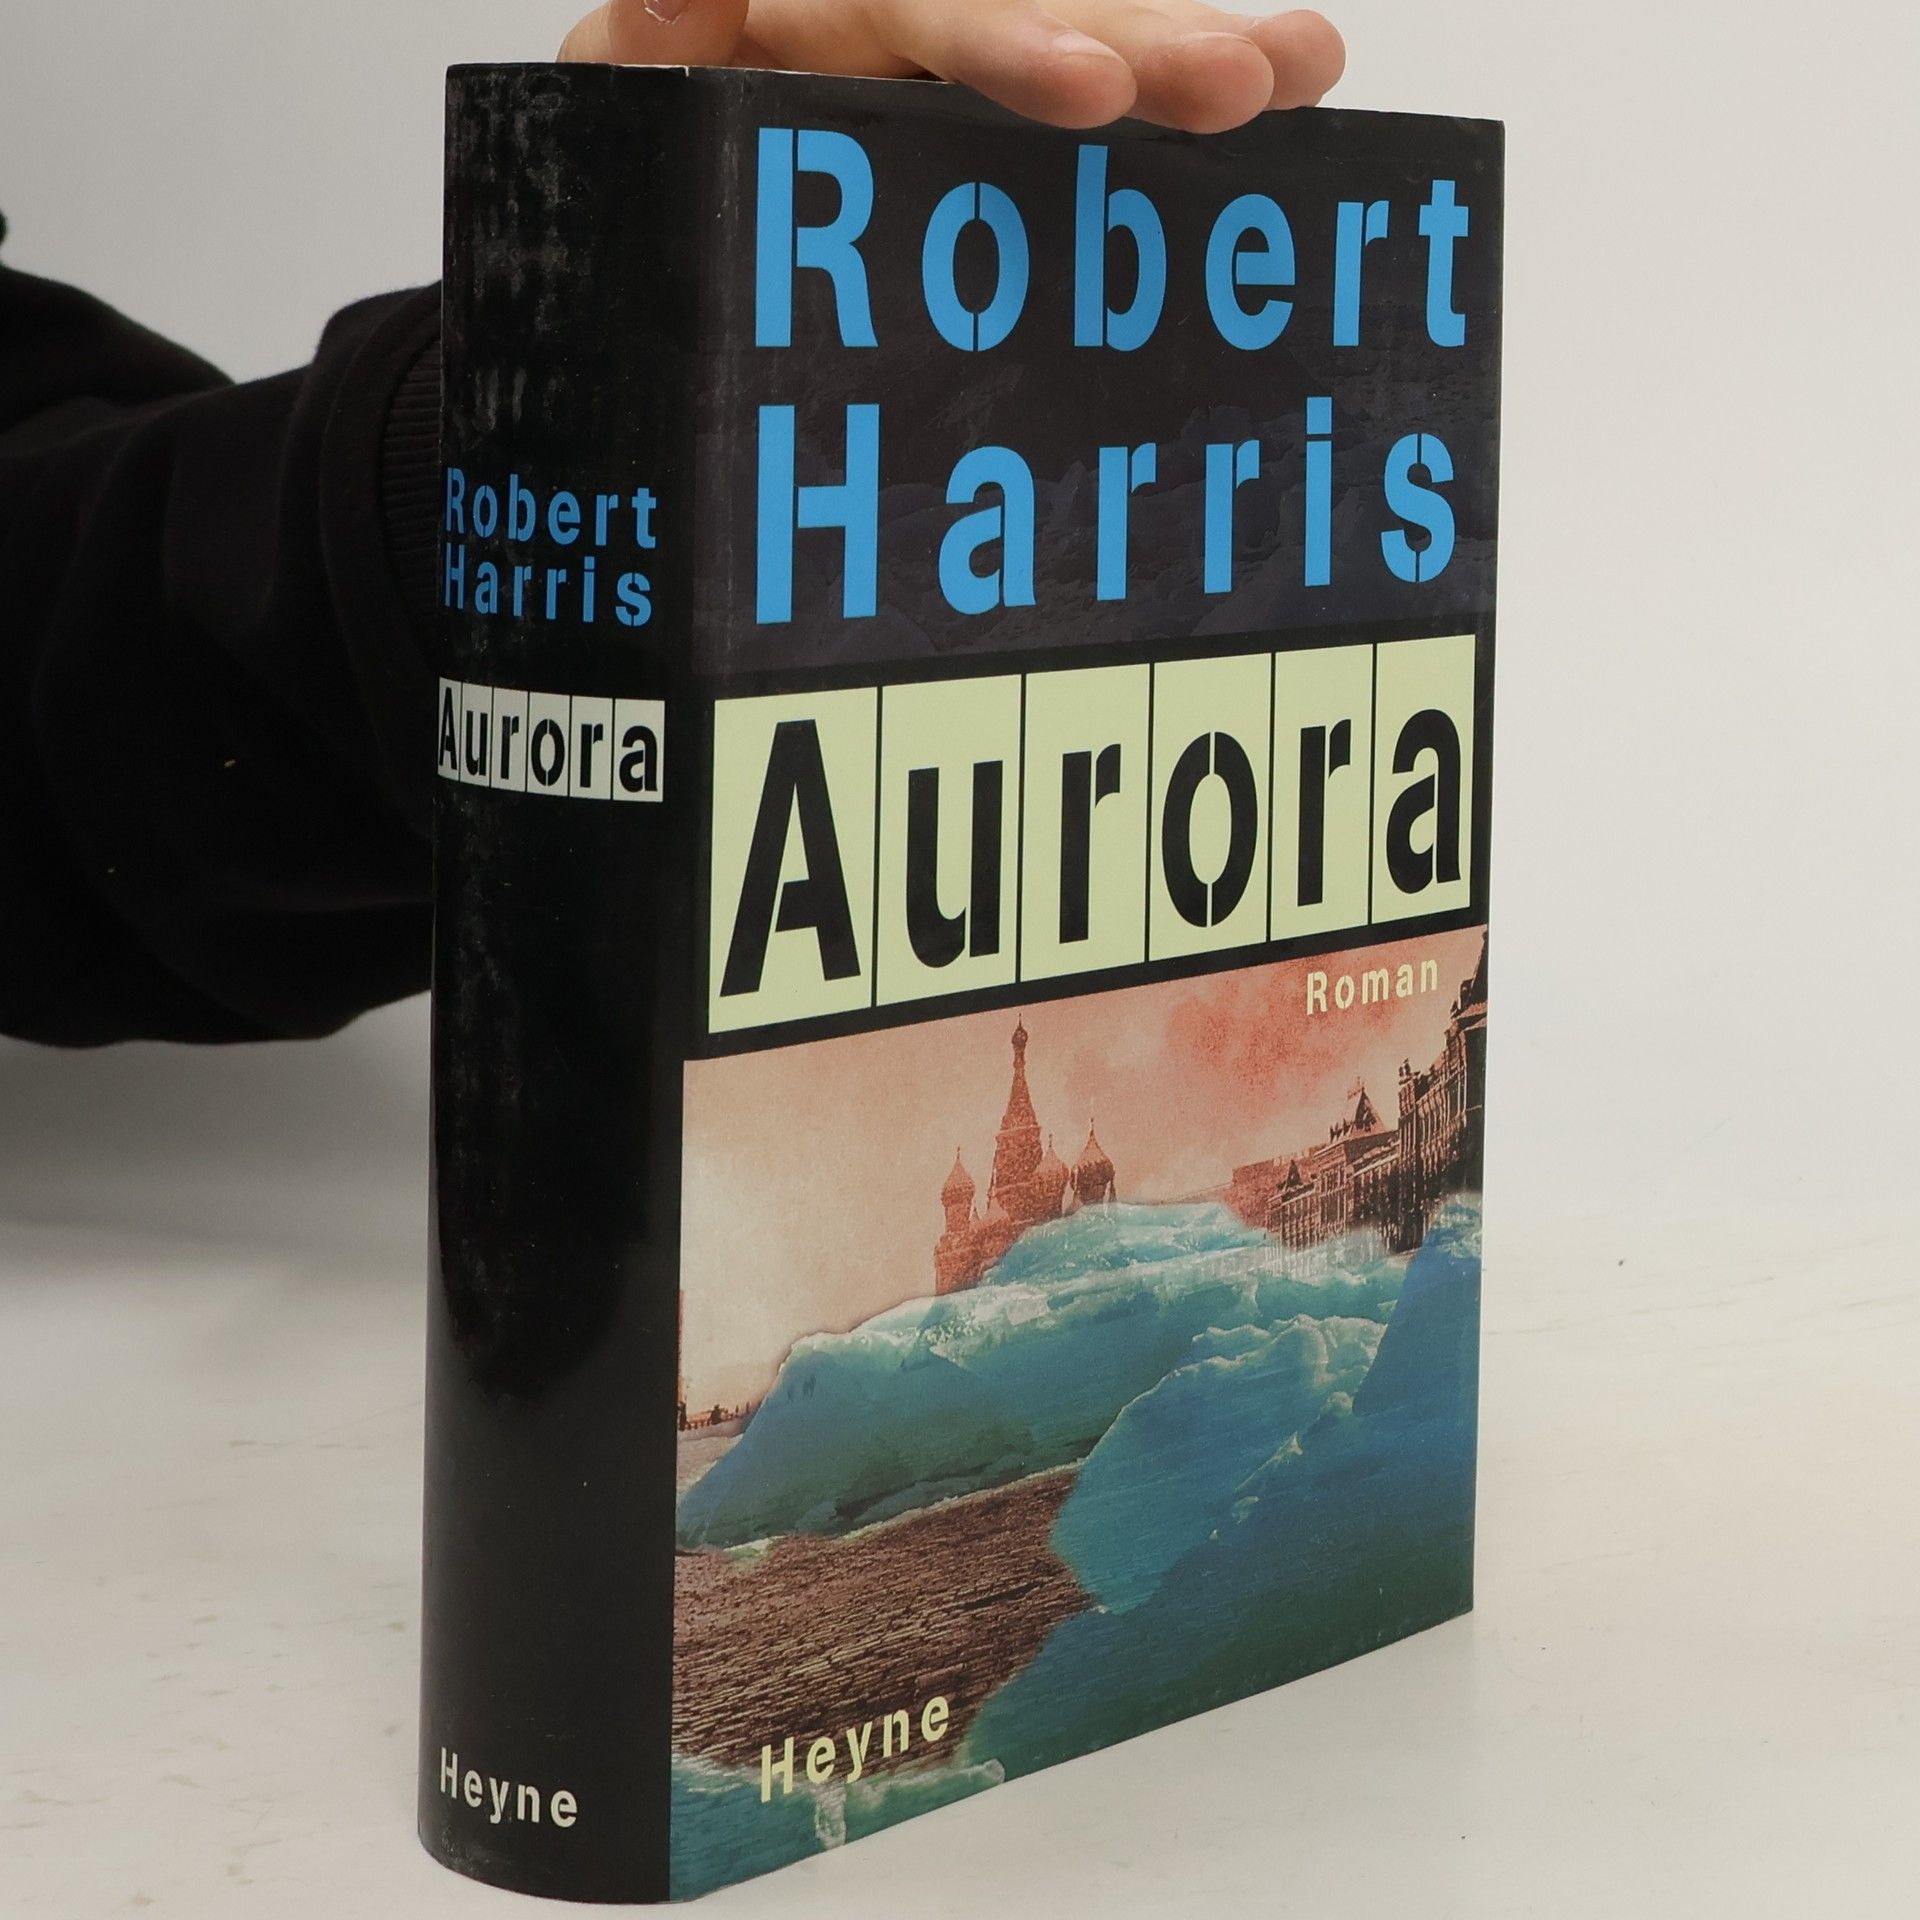 Robert
Harris
Aurora
Heyne
Robert
Harris
Aurora
Roman
Heyne